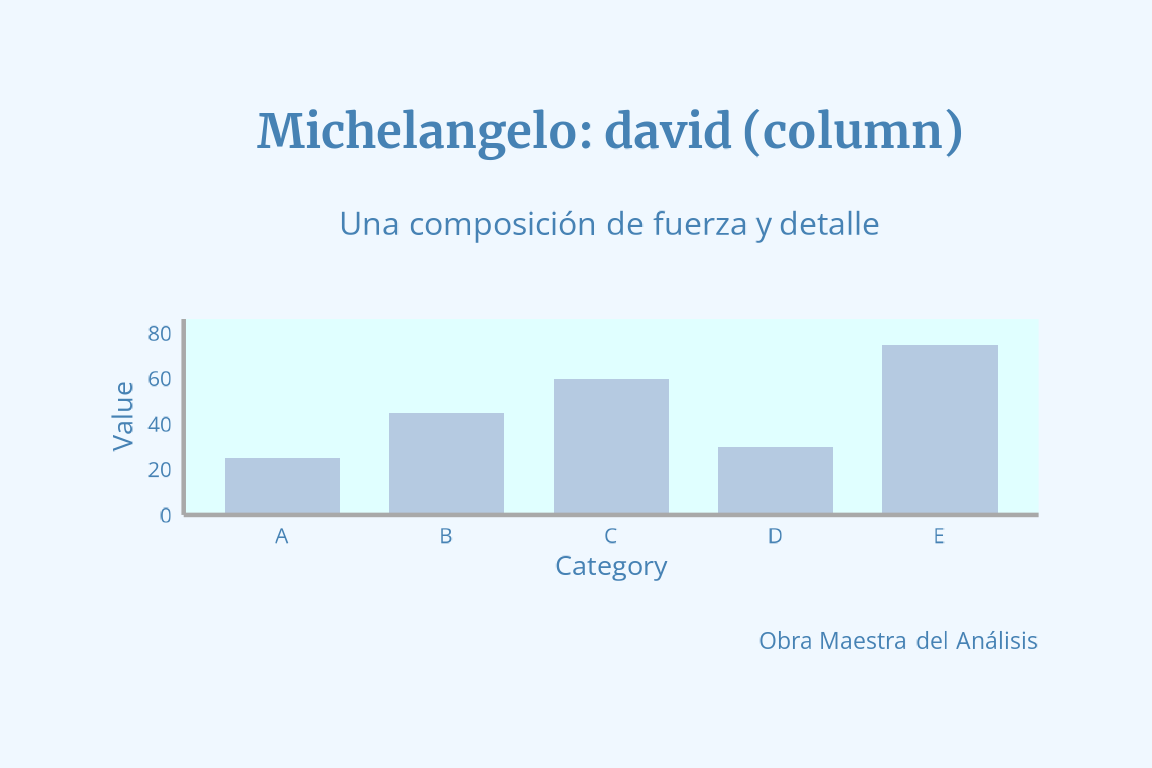 Michelangelo: david (column)
Una composición de fuerza y detalle
Value
80
60
40
20
0
A B C D E
Category
Obra Maestra del Análisis